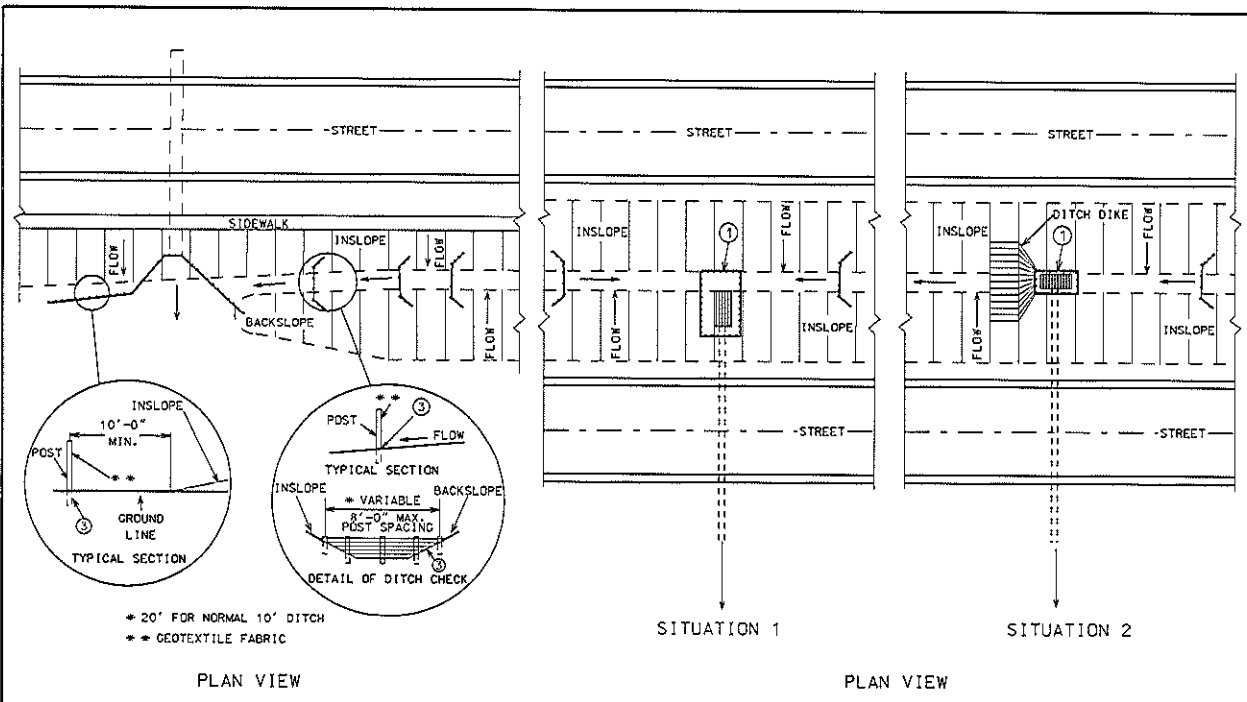 STREET
SIDEWALK
FLOW
INSLOPE
FLOW
BACKSLOPE
FLOW
INSLOPE
10'-0"
MIN.
POST
* *
③
GROUND
LINE
TYPICAL SECTION
* *
③
POST
FLOW
TYPICAL SECTION
INSLOPE
* VARIABLE
BACKSLOPE
8'-0" MAX.
POST SPACING
③
DETAIL OF DITCH CHECK
* 20' FOR NORMAL 10' DITCH
* * GEOTEXTILE FABRIC
PLAN VIEW
STREET
INSLOPE
①
FLOW
FLOW
INSLOPE
STREET
SITUATION 1
STREET
DITCH DIKE
INSLOPE
①
FLOW
FLOW
INSLOPE
STREET
SITUATION 2
PLAN VIEW